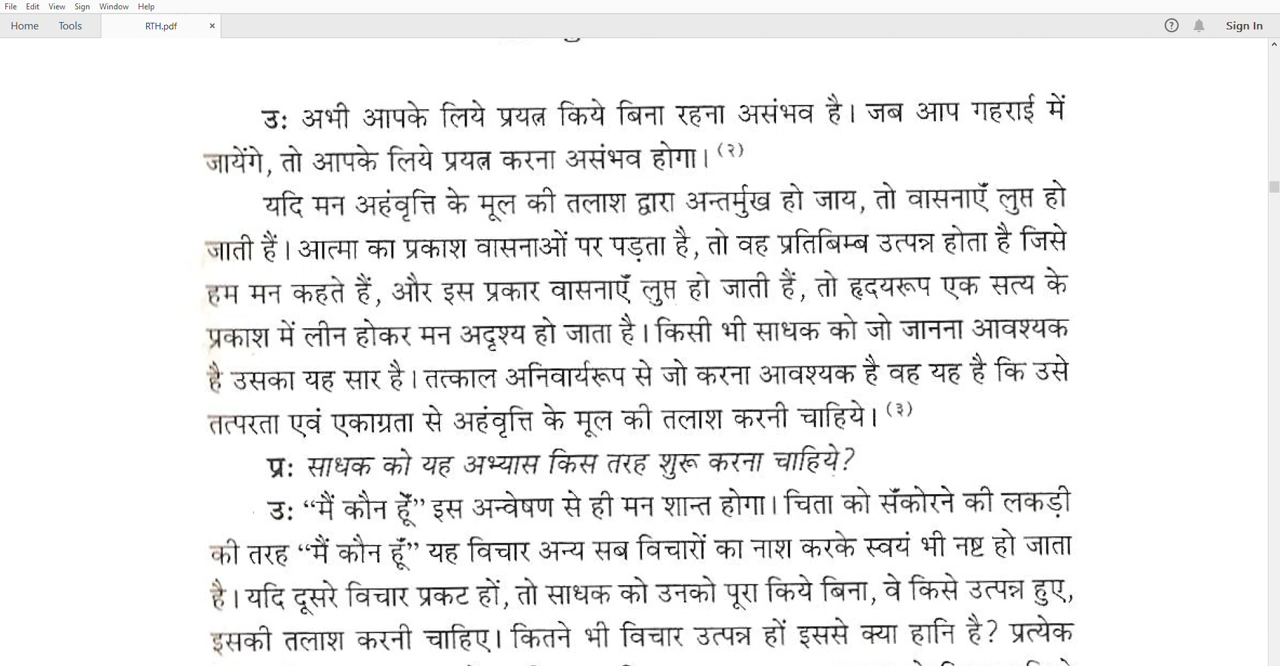 File Edit View Sign Window Help
Home Tools RTH.pdf × ? Sign In
उ: अभी आपके लिये प्रयत्न किये बिना रहना असंभव है। जब आप गहराई में
जायेंगे, तो आपके लिये प्रयत्न करना असंभव होगा। (२)
यदि मन अहंवृत्ति के मूल की तलाश द्वारा अन्तर्मुख हो जाय, तो वासनाएँ लुप्त हो
जाती हैं। आत्मा का प्रकाश वासनाओं पर पड़ता है, तो वह प्रतिबिम्ब उत्पन्न होता है जिसे
हम मन कहते हैं, और इस प्रकार वासनाएँ लुप्त हो जाती हैं, तो हृदयरूप एक सत्य के
प्रकाश में लीन होकर मन अदृश्य हो जाता है। किसी भी साधक को जो जानना आवश्यक
है उसका यह सार है। तत्काल अनिवार्यरूप से जो करना आवश्यक है वह यह है कि उसे
तत्परता एवं एकाग्रता से अहंवृत्ति के मूल की तलाश करनी चाहिये। (३)
प्र: साधक को यह अभ्यास किस तरह शुरू करना चाहिये?
उ: “मैं कौन हूँ” इस अन्वेषण से ही मन शान्त होगा। चिता को सँकोरने की लकड़ी
की तरह “मैं कौन हूँ” यह विचार अन्य सब विचारों का नाश करके स्वयं भी नष्ट हो जाता
है। यदि दूसरे विचार प्रकट हों, तो साधक को उनको पूरा किये बिना, वे किसे उत्पन्न हुए,
इसकी तलाश करनी चाहिए। कितने भी विचार उत्पन्न हों इससे क्या हानि है? प्रत्येक